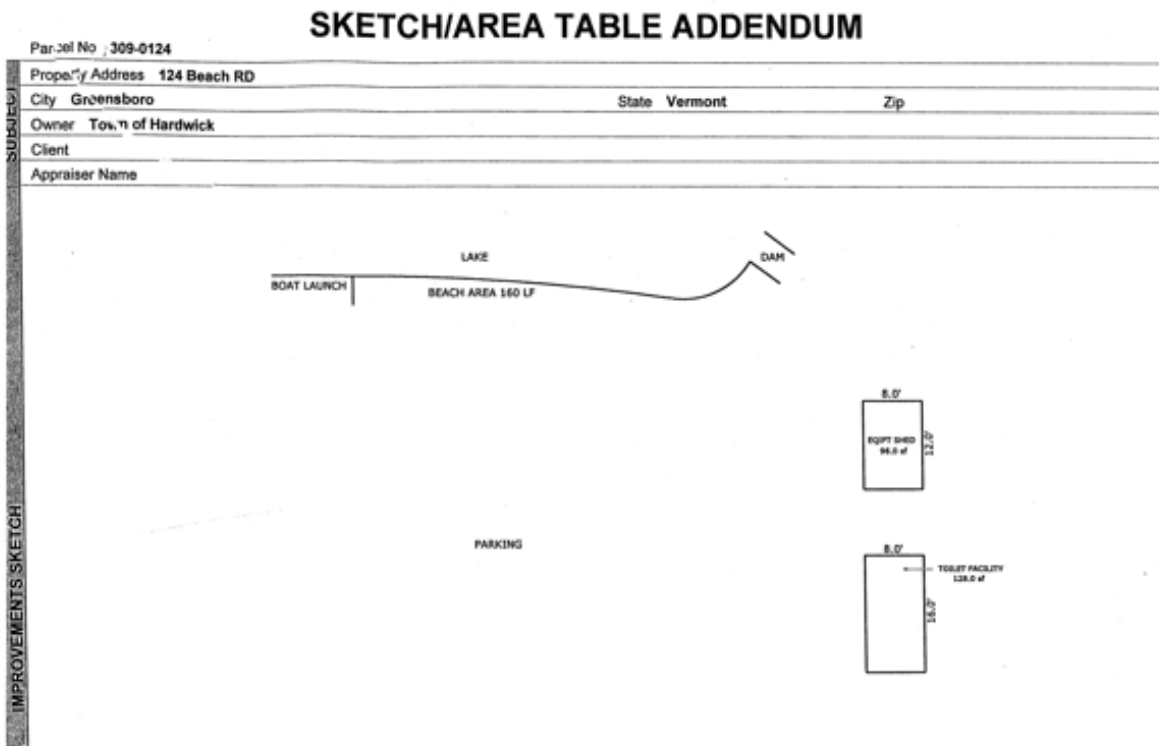 SKETCH/AREA TABLE ADDENDUM
Parcel No 309-0124
SUBJECT
Property Address 124 Beach RD
City Greensboro State Vermont Zip
Owner Town of Hardwick
Client
Appraiser Name
IMPROVEMENTS SKETCH
LAKE
DAM
BOAT LAUNCH
BEACH AREA 160 LF
8.0'
EQIPT SHED
96.0 sf
12.0'
PARKING
8.0'
TOILET FACILITY
128.0 sf
16.0'